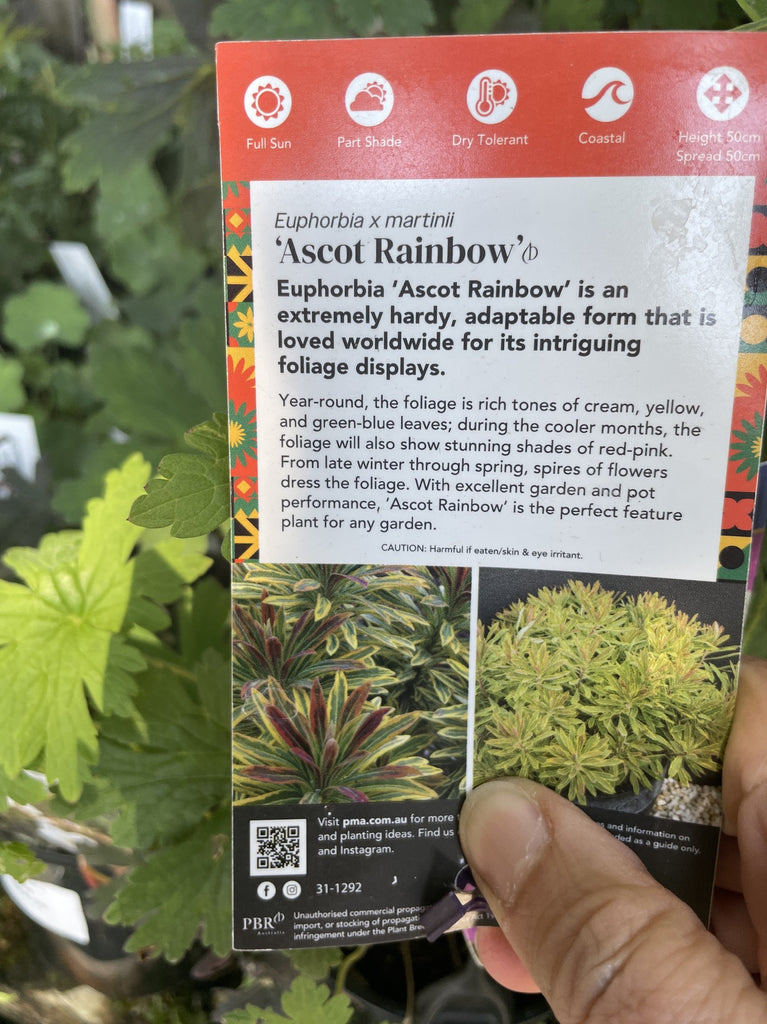 Full Sun
Part Shade
Dry Tolerant
Coastal
Height 50cm
Spread 50cm
Euphorbia x martinii
'Ascot Rainbow'
Euphorbia 'Ascot Rainbow' is an
extremely hardy, adaptable form that is
loved worldwide for its intriguing
foliage displays.
Year-round, the foliage is rich tones of cream, yellow,
and green-blue leaves; during the cooler months, the
foliage will also show stunning shades of red-pink.
From late winter through spring, spires of flowers
dress the foliage. With excellent garden and pot
performance, 'Ascot Rainbow' is the perfect feature
plant for any garden.
CAUTION: Harmful if eaten/skin & eye irritant.
Visit pma.com.au for more
and planting ideas. Find us
and Instagram.
and information on
as a guide only.
31-1292
PBR
Australia
Unauthorised commercial
import, or stocking of
infringement under the Plant